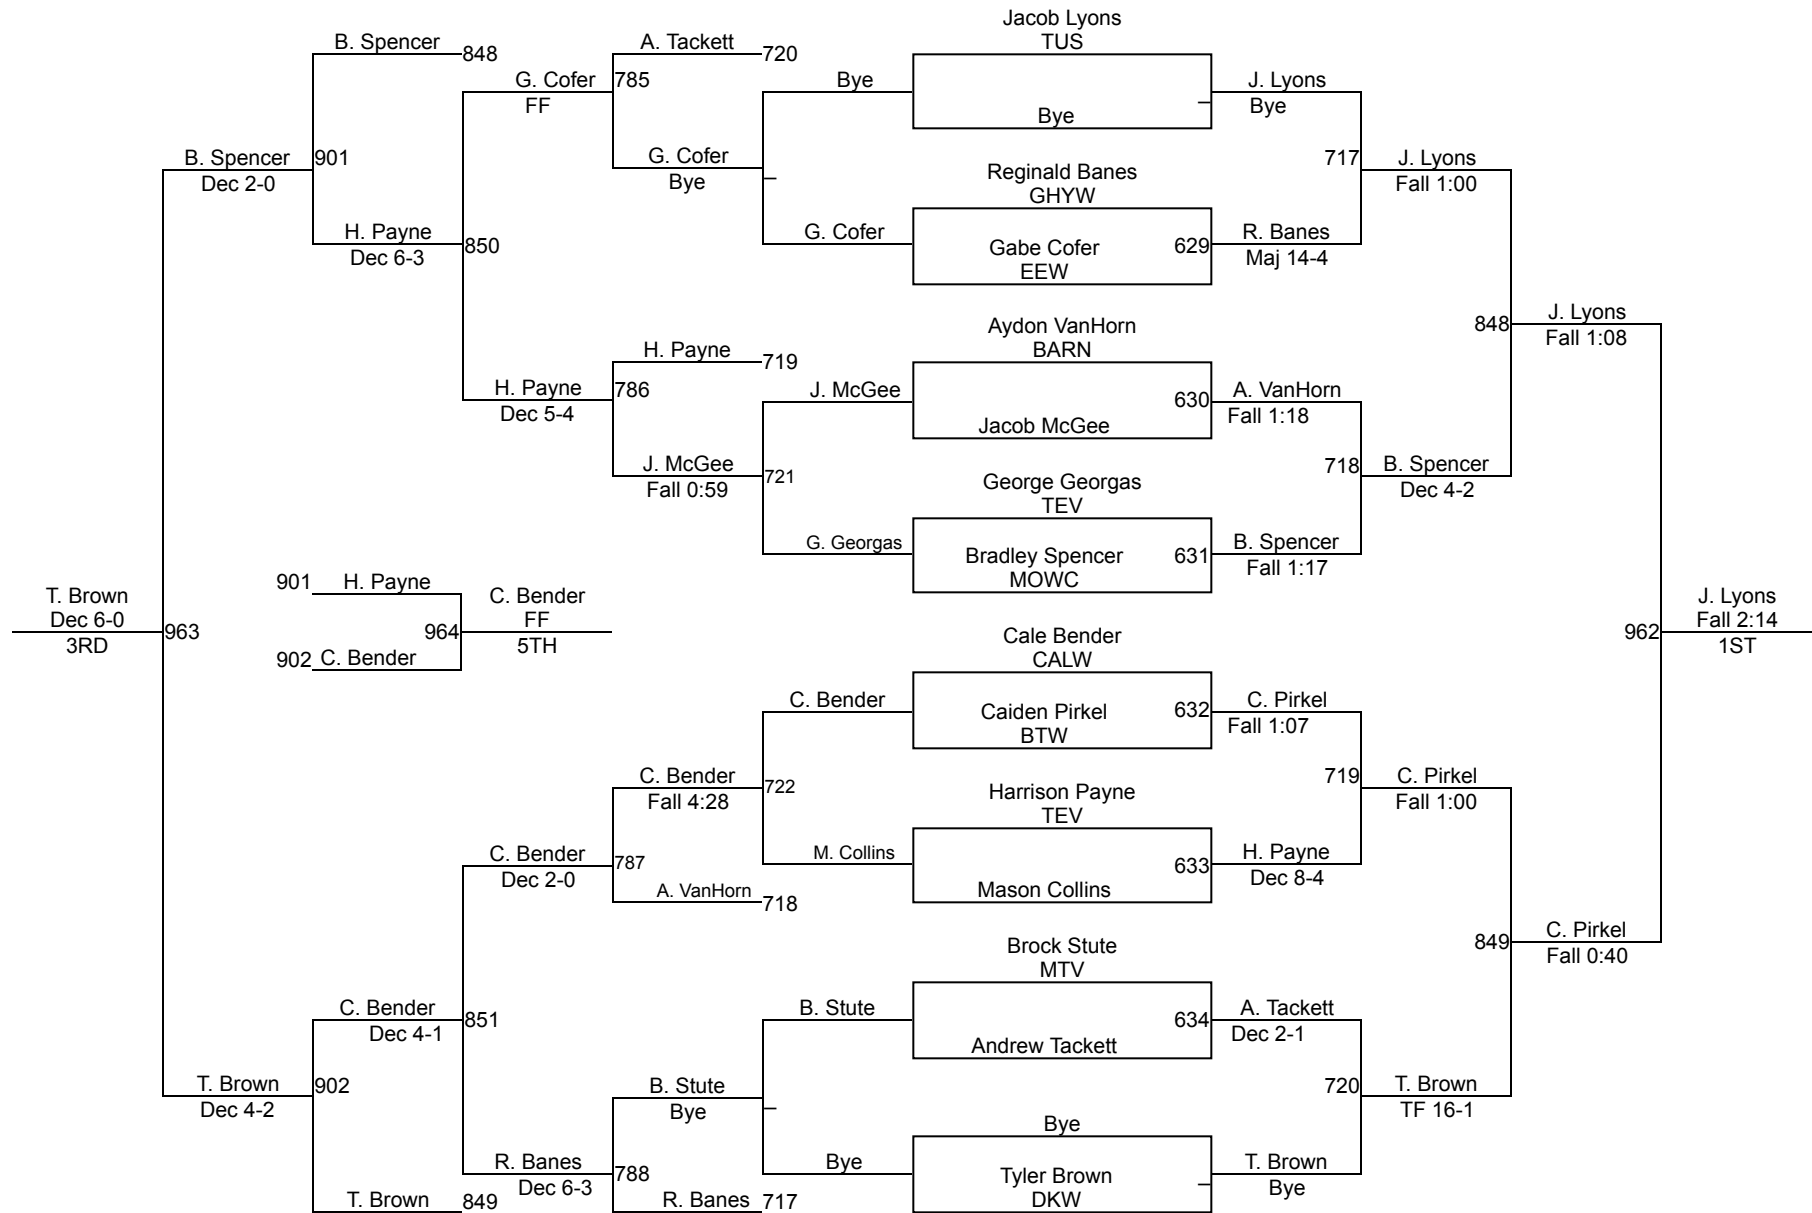 Jacob Lyons
TUS
B. Spencer
848
A. Tackett
720
G. Cofer
785
FF
Bye
Bye
J. Lyons
Bye
G. Cofer
Bye
B. Spencer
901
Dec 2-0
Reginald Banes
GHYW
717
J. Lyons
Fall 1:00
H. Payne
850
Dec 6-3
G. Cofer
Gabe Cofer
EEW
629
R. Banes
Maj 14-4
Aydon VanHorn
BARN
848
J. Lyons
Fall 1:08
H. Payne
719
H. Payne
786
Dec 5-4
J. McGee
630
Jacob McGee
A. VanHorn
Fall 1:18
J. McGee
721
Fall 0:59
George Georgas
TEV
718
B. Spencer
Dec 4-2
G. Georgas
Bradley Spencer
MOWC
631
B. Spencer
Fall 1:17
901
H. Payne
C. Bender
FF
964
5TH
902
C. Bender
T. Brown
Dec 6-0
963
3RD
J. Lyons
Fall 2:14
962
1ST
Cale Bender
CALW
C. Bender
Caiden Pirkel
BTW
632
C. Pirkel
Fall 1:07
C. Bender
722
Fall 4:28
Harrison Payne
TEV
719
C. Pirkel
Fall 1:00
C. Bender
787
Dec 2-0
M. Collins
633
Mason Collins
H. Payne
Dec 8-4
A. VanHorn
718
Brock Stute
MTV
849
C. Pirkel
Fall 0:40
C. Bender
851
Dec 4-1
B. Stute
634
Andrew Tackett
A. Tackett
Dec 2-1
T. Brown
902
Dec 4-2
B. Stute
Bye
Bye
720
T. Brown
TF 16-1
R. Banes
788
Dec 6-3
Bye
Tyler Brown
DKW
T. Brown
Bye
T. Brown
849
R. Banes
717